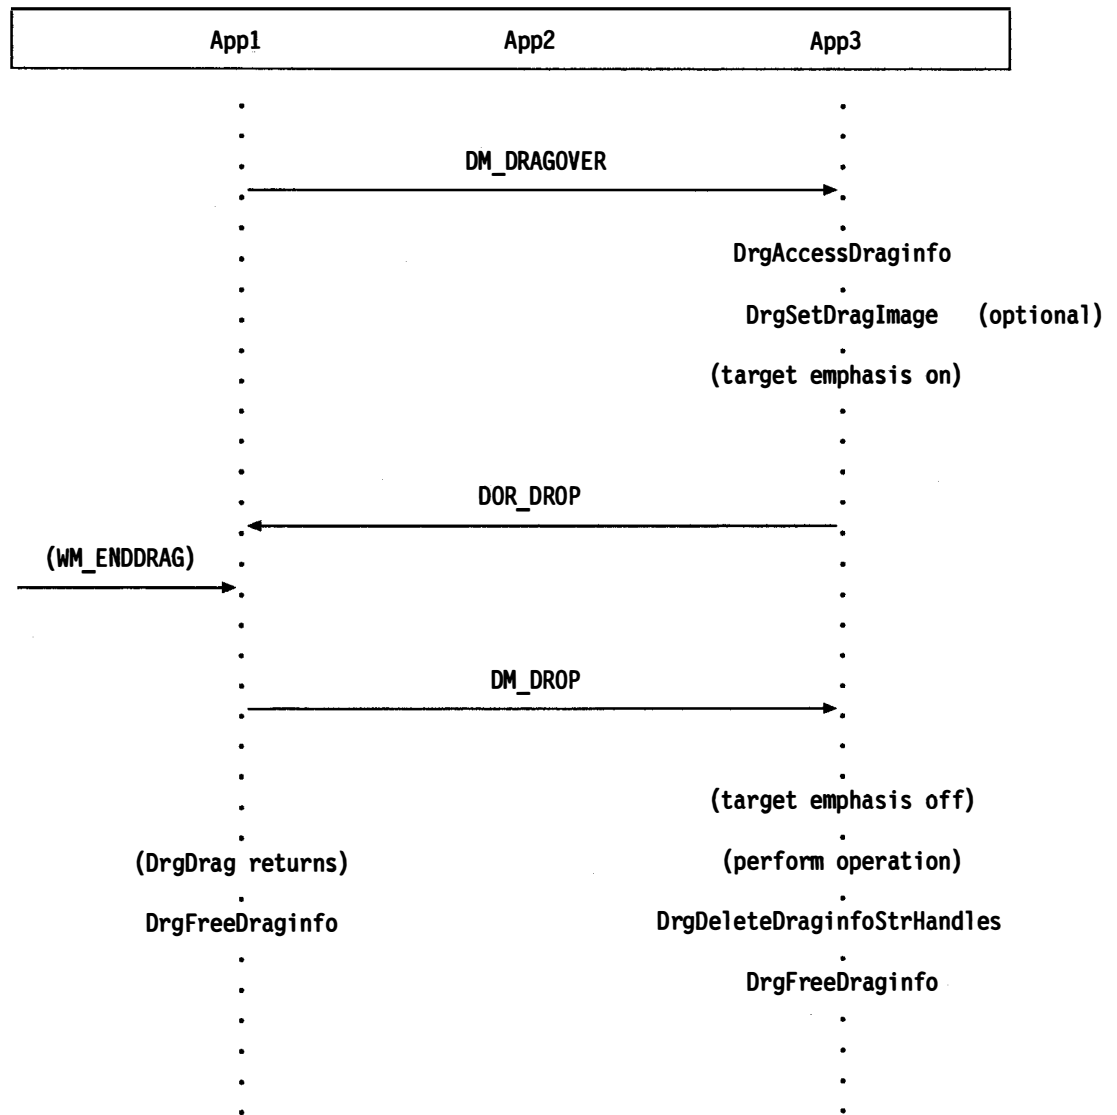 App1 App2 App3
DM_DRAGOVER
DrgAccessDraginfo
DrgSetDragImage (optional)
(target emphasis on)
DOR_DROP
(WM_ENDDRAG)
DM_DROP
(target emphasis off)
(DrgDrag returns) (perform operation)
DrgFreeDraginfo DrgDeleteDraginfoStrHandles
DrgFreeDraginfo